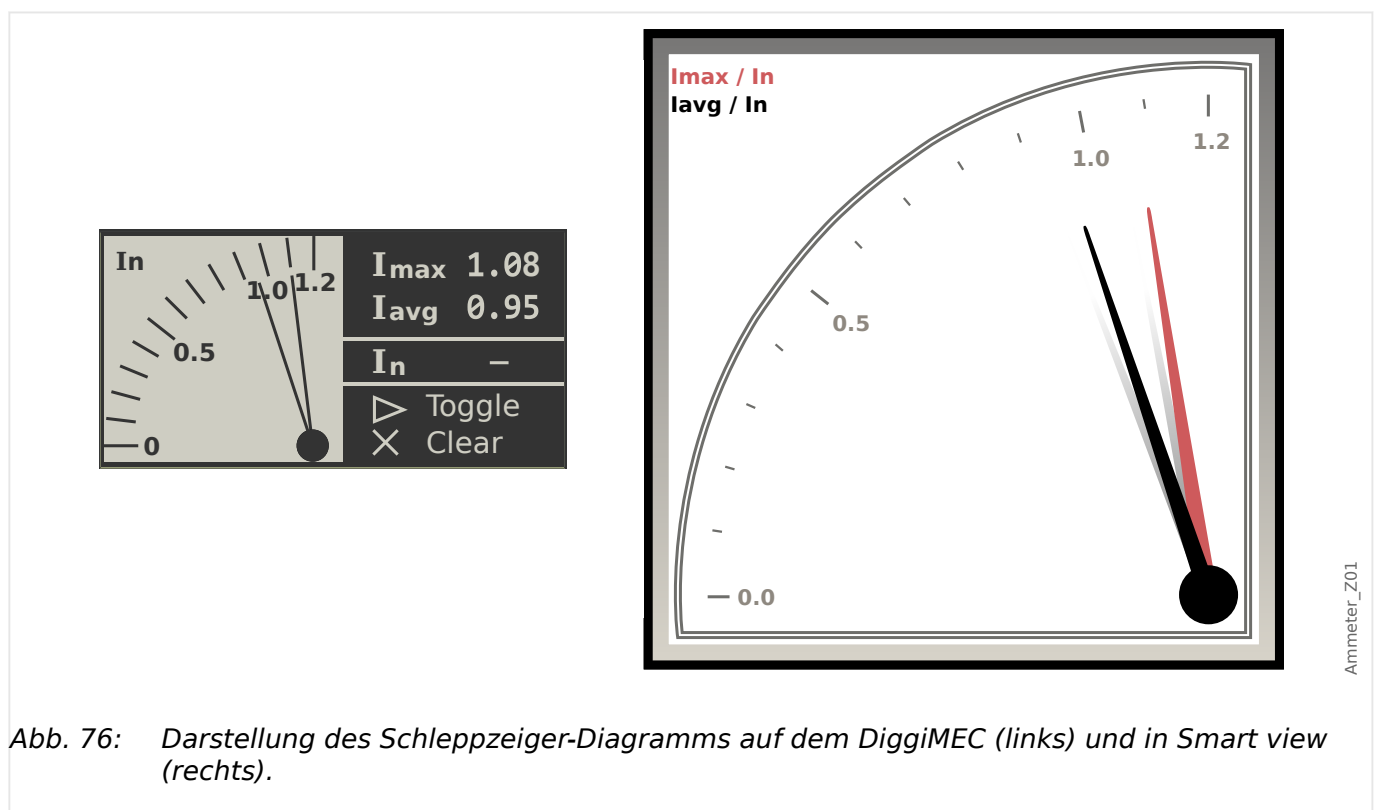 In
1.0 1.2
0.5
0
Imax 1.08
Iavg 0.95
In –
Toggle
Clear
Imax / In
Iavg / In
1.2
1.0
0.5
0.0
Ammeter_Z01
Abb. 76: Darstellung des Schleppzeiger-Diagramms auf dem DiggiMEC (links) und in Smart view
(rechts).